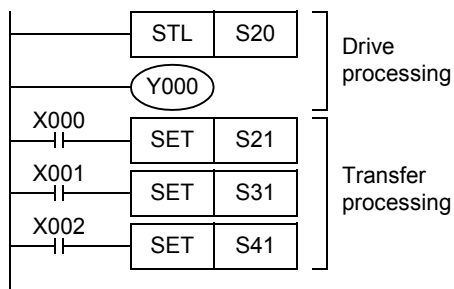 STL S20
Drive
processing
Y000
X000
SET S21
X001
SET S31
Transfer
processing
X002
SET S41